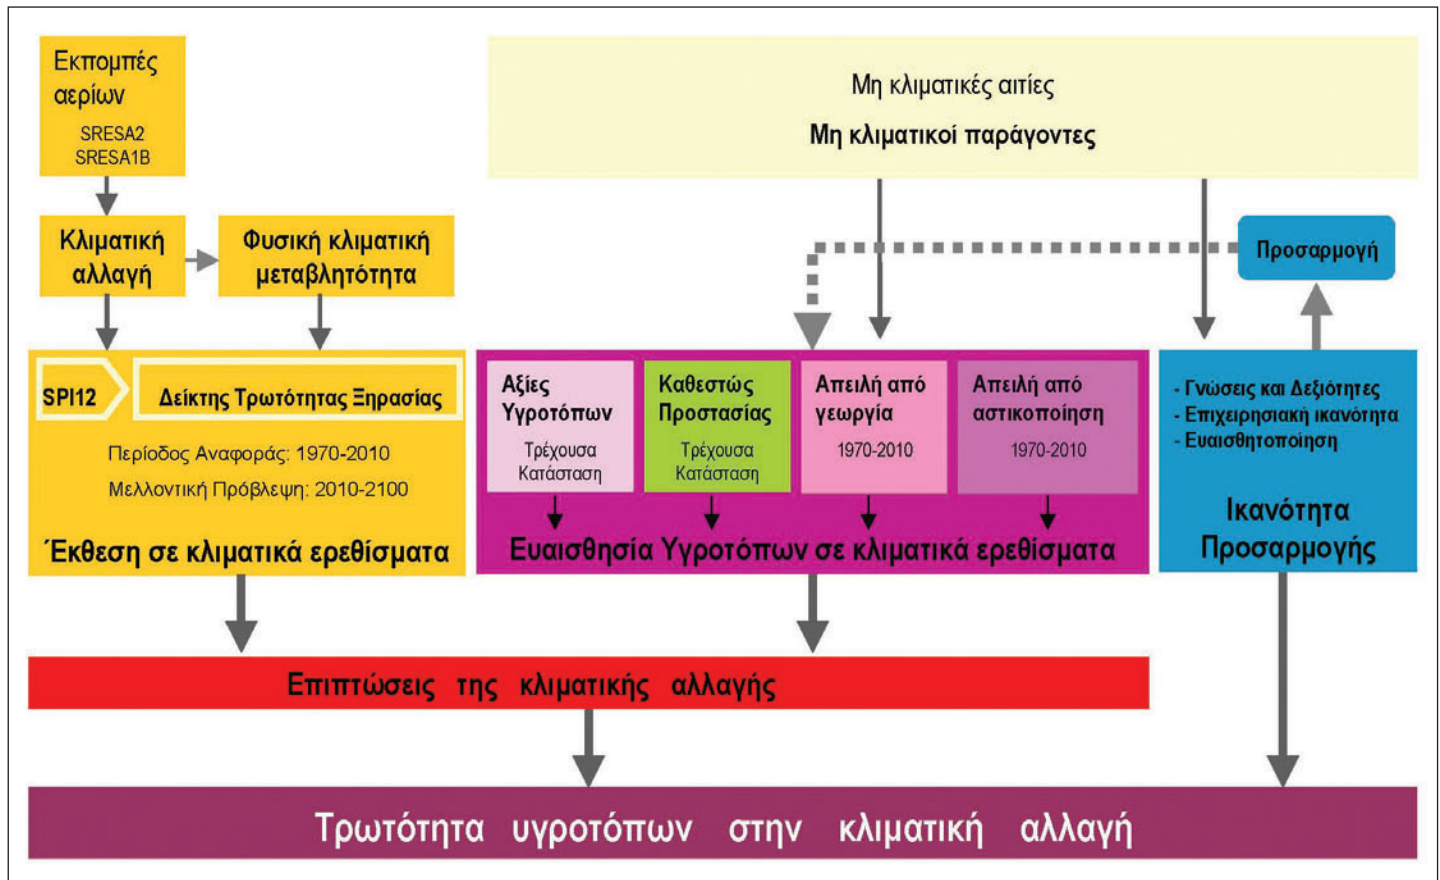 Εκπομπές
αερίων
SRESA2
SRESA1B
Μη κλιματικές αιτίες
Μη κλιματικοί παράγοντες
Κλιματική
αλλαγή
Φυσική κλιματική
μεταβλητότητα
Προσαρμογή
SPI12
Δείκτης Τρωτότητας Ξηρασίας
Περίοδος Αναφοράς: 1970-2010
Μελλοντική Πρόβλεψη: 2010-2100
Έκθεση σε κλιματικά ερεθίσματα
Αξίες
Υγροτόπων
Τρέχουσα
Κατάσταση
Καθεστώς
Προστασίας
Τρέχουσα
Κατάσταση
Απειλή από
γεωργία
1970-2010
Απειλή από
αστικοποίηση
1970-2010
Ευαισθησία Υγροτόπων σε κλιματικά ερεθίσματα
- Γνώσεις και Δεξιότητες
- Επιχειρησιακή ικανότητα
- Ευαισθητοποίηση
Ικανότητα
Προσαρμογής
Επιπτώσεις της κλιματικής αλλαγής
Τρωτότητα υγροτόπων στην κλιματική αλλαγή